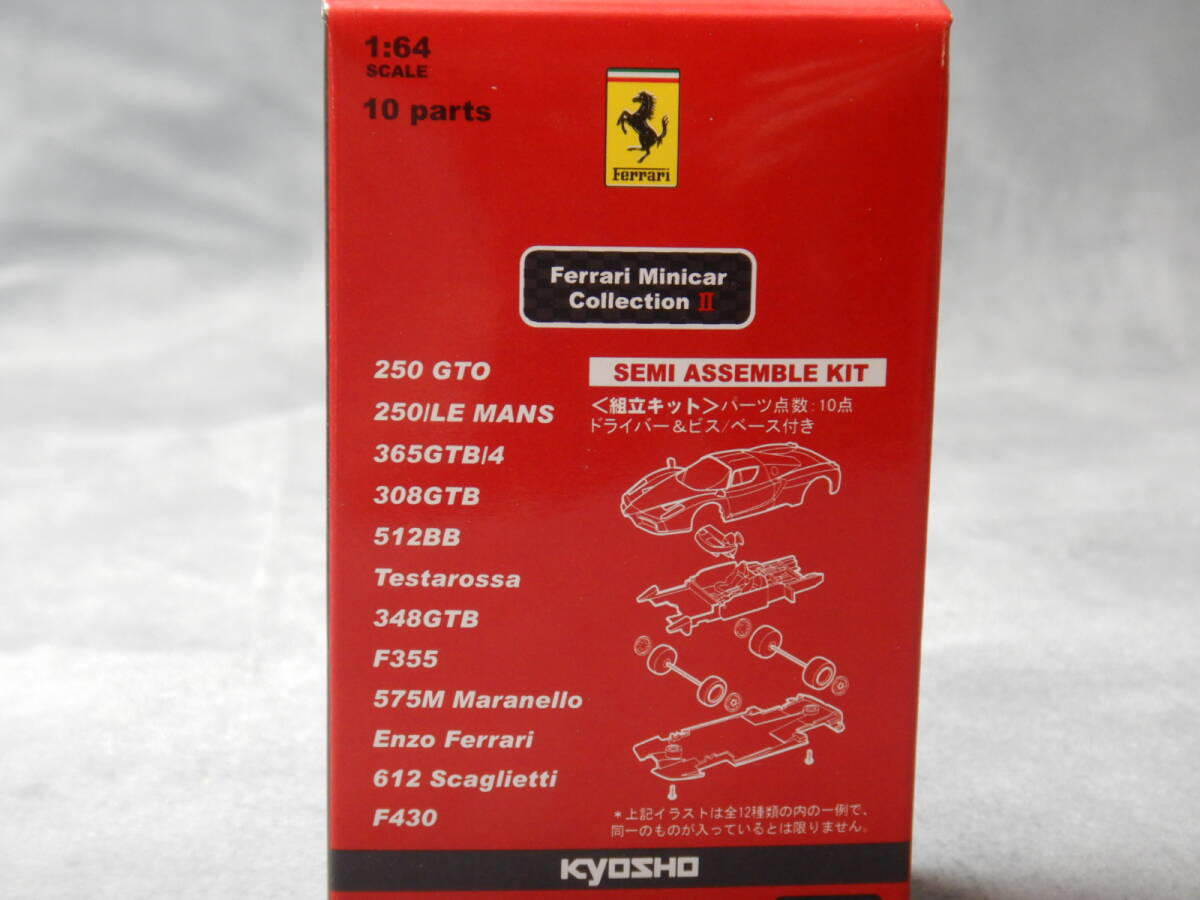 1:64
SCALE
10 parts
Ferrari
Ferrari Minicar
Collection II
250 GTO
250/LE MANS
365GTB/4
308GTB
512BB
Testarossa
348GTB
F355
575M Maranello
Enzo Ferrari
612 Scaglietti
F430
SEMI ASSEMBLE KIT
<組立キット>パーツ点数:10点
ドライバー&ビス/ベース付き
*上記イラストは全12種類の内の一例で、
同一のものが入っているとは限りません。
KYOSHO